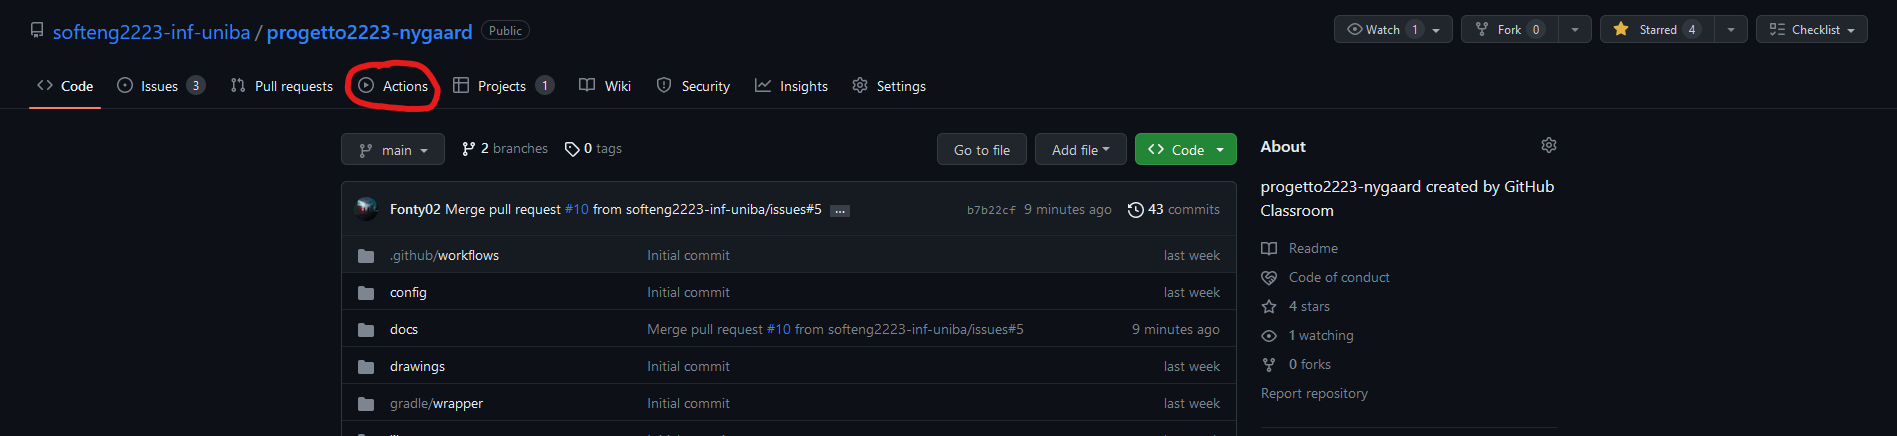 softeng2223-inf-uniba / progetto2223-nygaard Public Watch 1 Fork 0 Starred 4 Checklist
Code Issues 3 Pull requests Actions Projects 1 Wiki Security Insights Settings
main 2 branches 0 tags Go to file Add file Code
Fonty02 Merge pull request #10 from softeng2223-inf-uniba/issues#5 ... b7b22cf 9 minutes ago 43 commits
.github/workflows Initial commit last week
config Initial commit last week
docs Merge pull request #10 from softeng2223-inf-uniba/issues#5 9 minutes ago
drawings Initial commit last week
gradle/wrapper Initial commit last week
About
progetto2223-nygaard created by GitHub
Classroom
Readme
Code of conduct
4 stars
1 watching
0 forks
Report repository